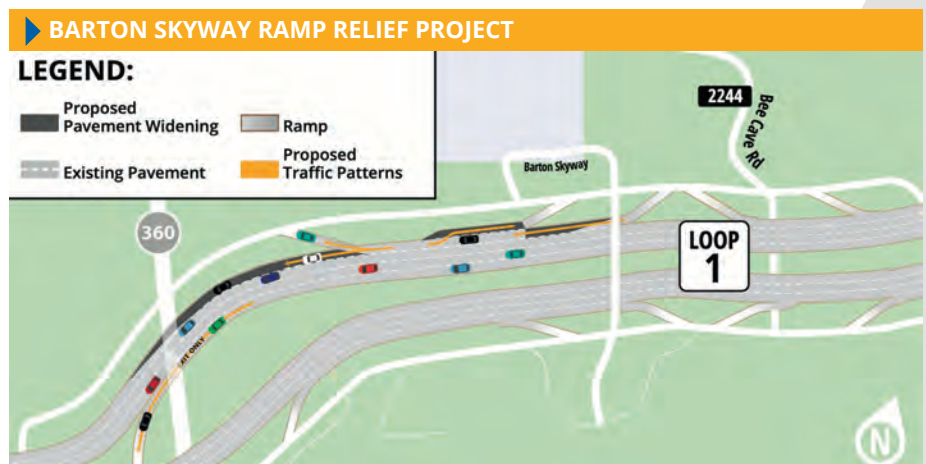 BARTON SKYWAY RAMP RELIEF PROJECT
LEGEND:
Proposed
Pavement Widening
Ramp
Existing Pavement
Proposed
Traffic Patterns
2244
Bee Cave Rd
Barton Skyway
360
LOOP
1
EXIT ONLY
N